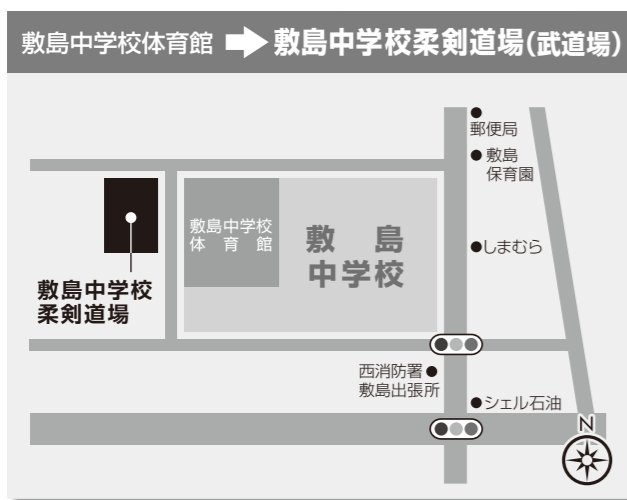 敷島中学校体育館 ➡ 敷島中学校柔剣道場(武道場)
郵便局
敷島
保育園
敷島中学校
体育館
敷島
中学校
しまむら
敷島中学校
柔剣道場
西消防署
敷島出張所
シェル石油
N